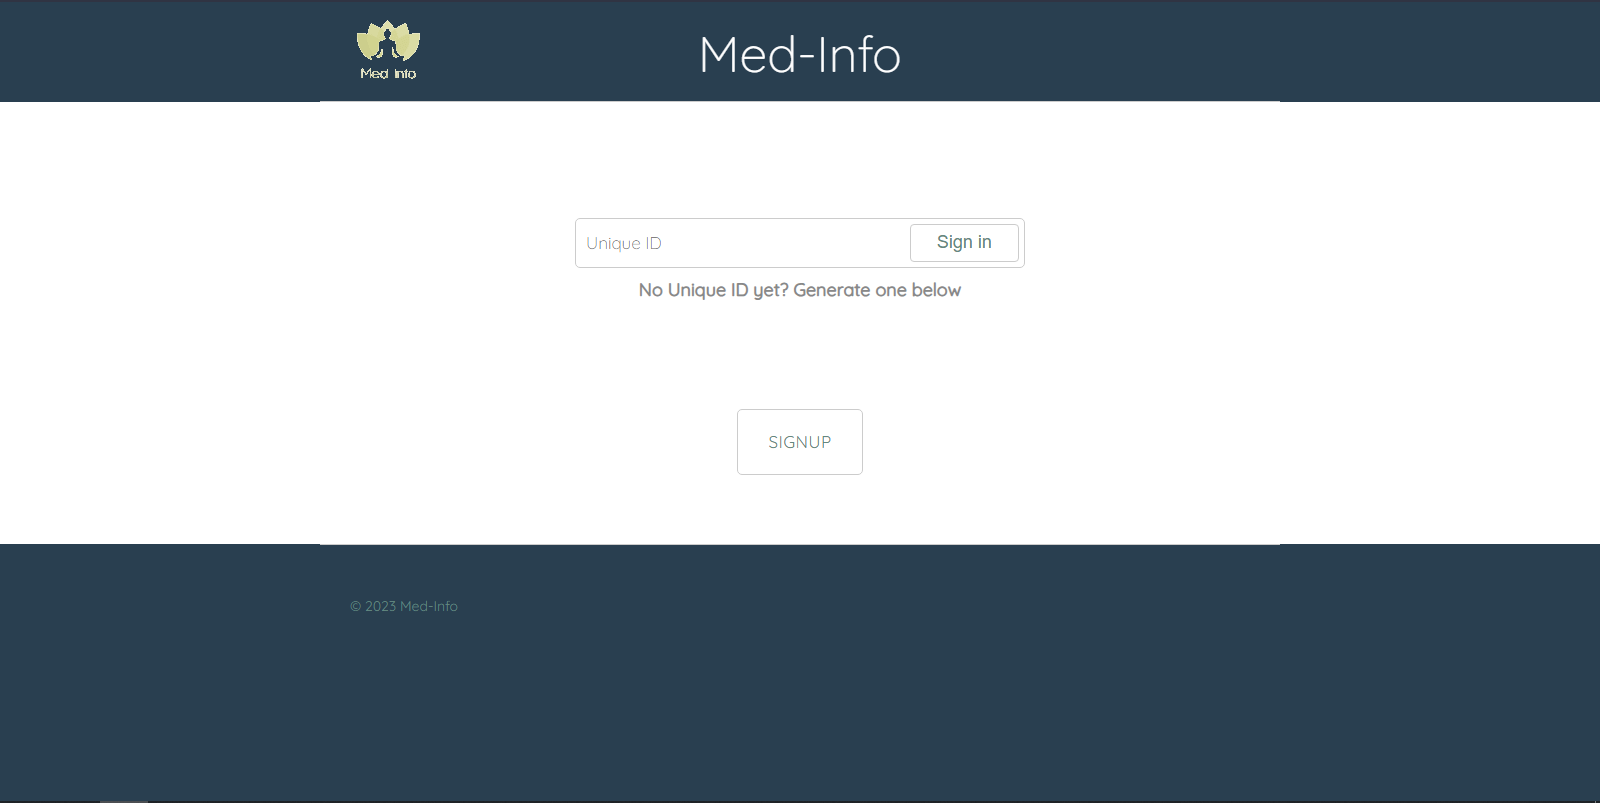 Med Info
Med-Info
Unique ID
Sign in
No Unique ID yet? Generate one below
SIGNUP
© 2023 Med-Info